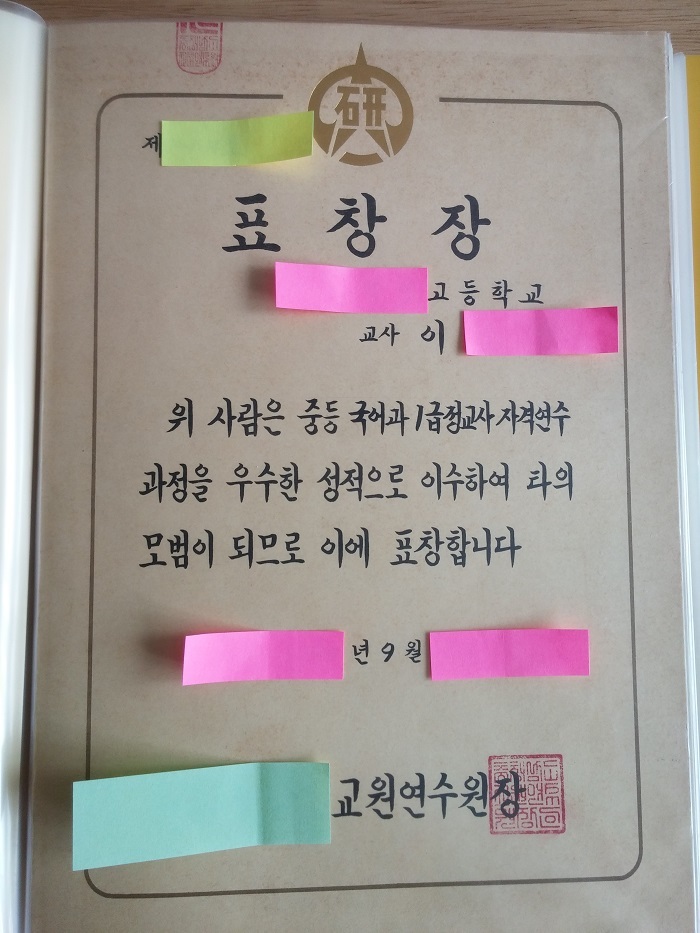 研
제
표창장
고등학교
교사 이
위 사람은 중등 국어과 1급정교사 자격연수
과정을 우수한 성적으로 이수하여 타의
모범이 되므로 이에 표창합니다
년 9월
교원연수원장